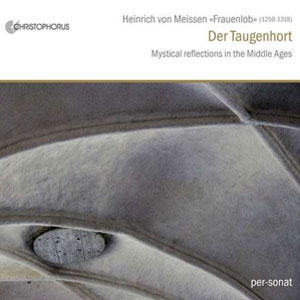 CHRISTOPHORUS
Heinrich von Meissen «Frauenlob» (1250-1318)
Der Taugenhort
Mystical reflections in the Middle Ages
per-sonat